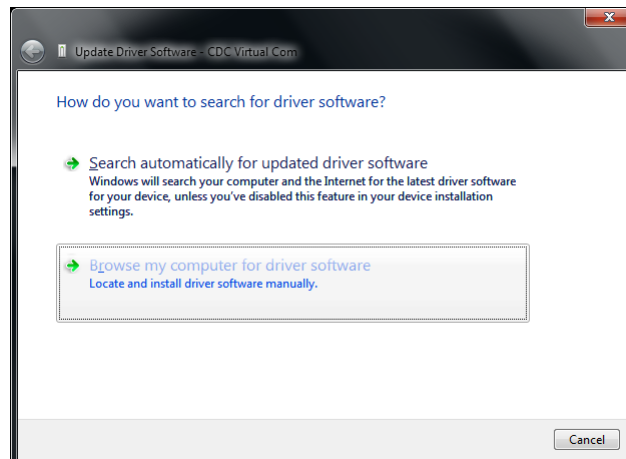 Update Driver Software - CDC Virtual Com
How do you want to search for driver software?
Search automatically for updated driver software
Windows will search your computer and the Internet for the latest driver software
for your device, unless you've disabled this feature in your device installation
settings.
Browse my computer for driver software
Locate and install driver software manually.
Cancel